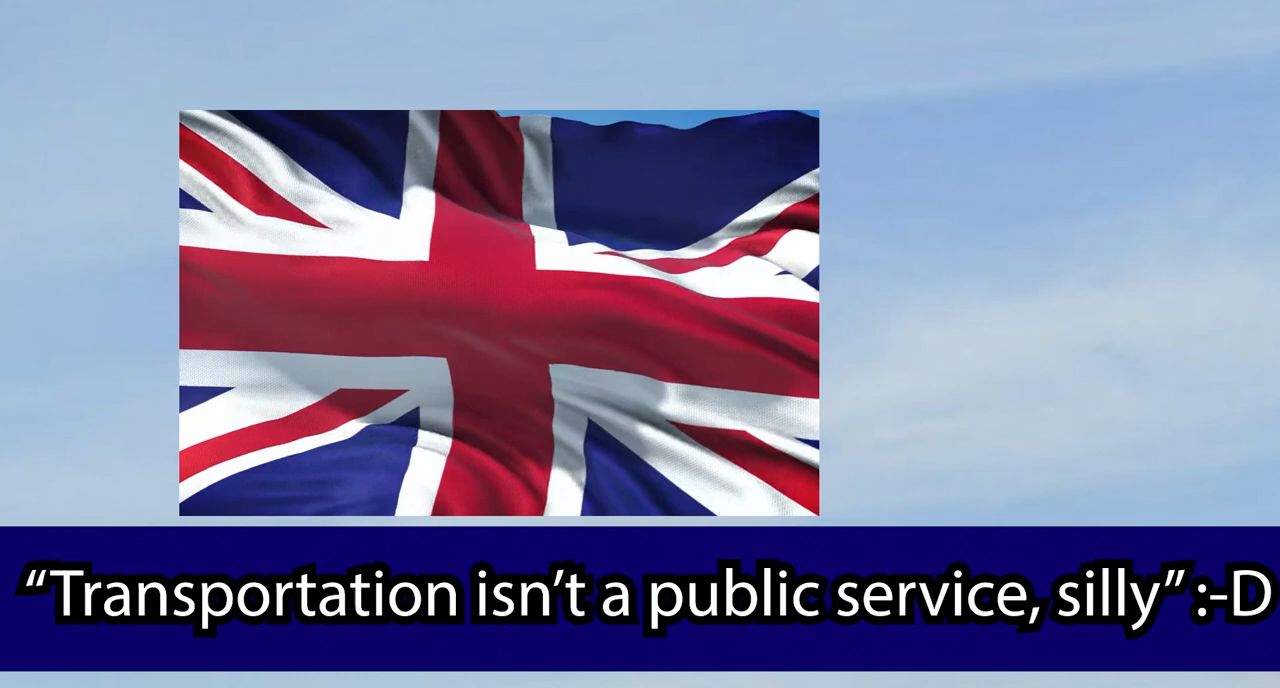 “Transportation isn’t a public service, silly” :-D